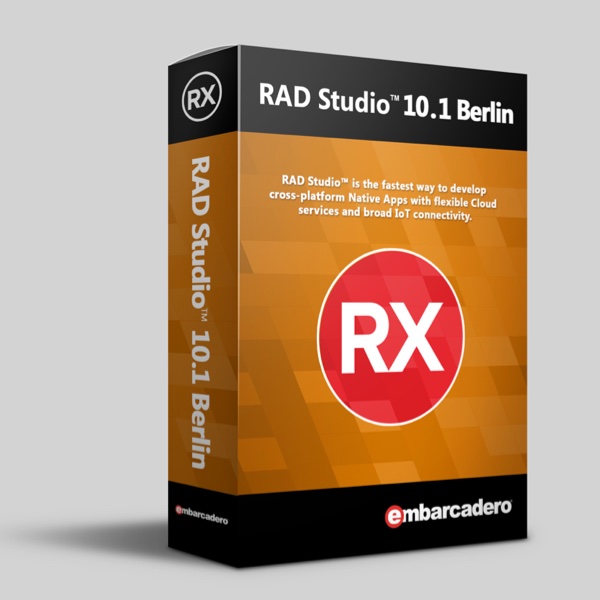 RX
RAD Studio™ 10.1 Berlin
embarcadero
RAD Studio™ 10.1 Berlin
RAD Studio™ is the fastest way to develop
cross-platform Native Apps with flexible Cloud
services and broad IoT connectivity.
RX
embarcadero®